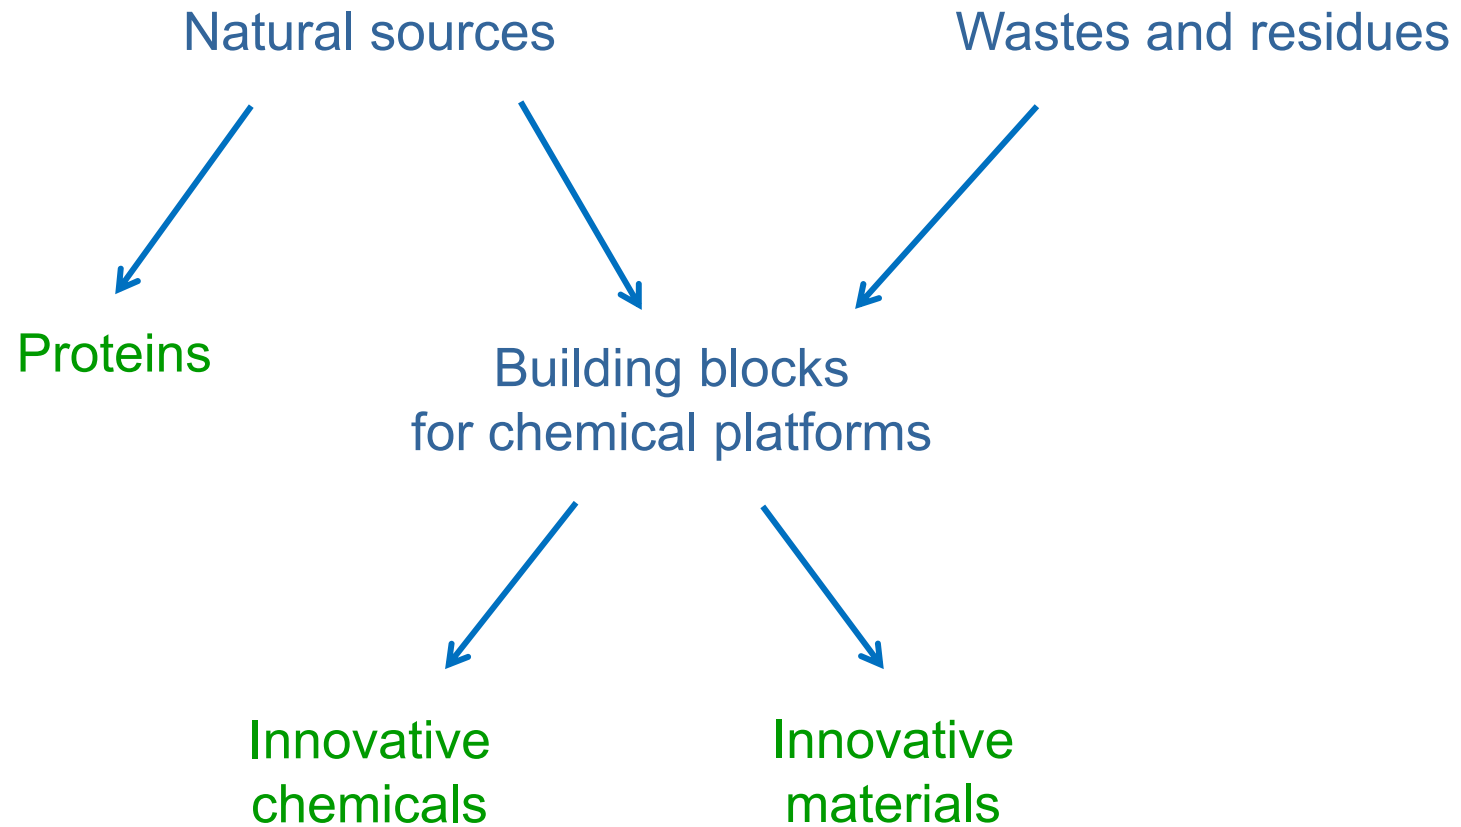 Natural sources
Wastes and residues
Proteins
Building blocks
for chemical platforms
Innovative
chemicals
Innovative
materials